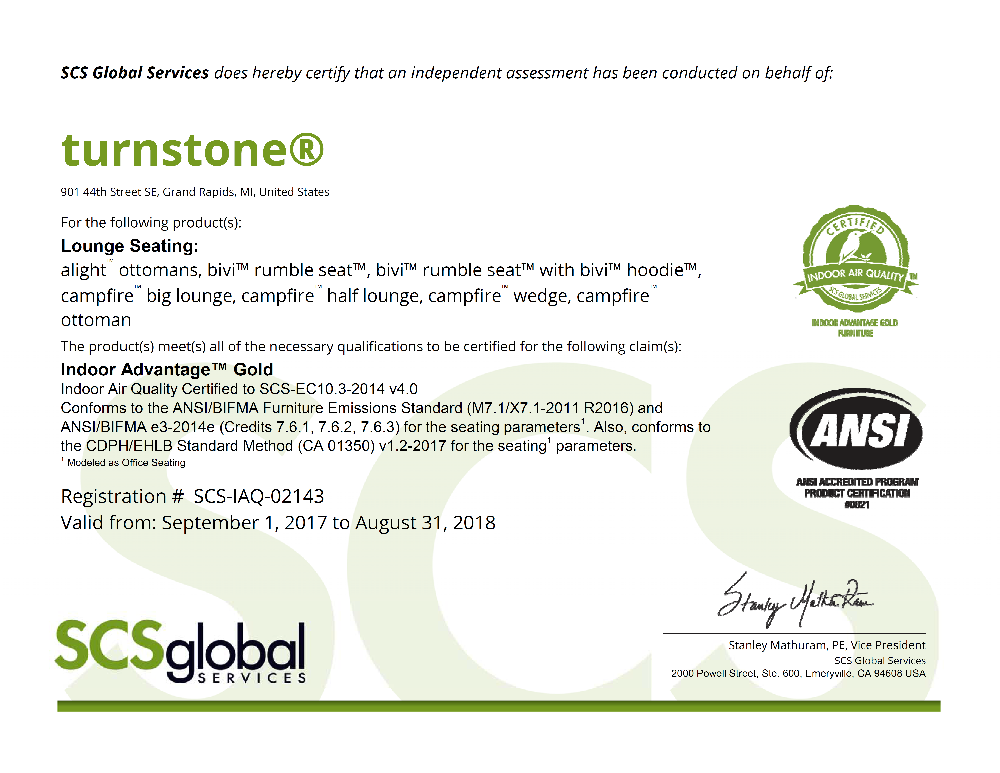 SCS Global Services does hereby certify that an independent assessment has been conducted on behalf of:
turnstone®
901 44th Street SE, Grand Rapids, MI, United States
For the following product(s):
Lounge Seating:
alight™ ottomans, bivi™ rumble seat™, bivi™ rumble seat™ with bivi™ hoodie™,
campfire™ big lounge, campfire™ half lounge, campfire™ wedge, campfire™
ottoman
The product(s) meet(s) all of the necessary qualifications to be certified for the following claim(s):
Indoor Advantage™ Gold
Indoor Air Quality Certified to SCS-EC10.3-2014 v4.0
Conforms to the ANSI/BIFMA Furniture Emissions Standard (M7.1/X7.1-2011 R2016) and
ANSI/BIFMA e3-2014e (Credits 7.6.1, 7.6.2, 7.6.3) for the seating parameters¹. Also, conforms to
the CDPH/EHLB Standard Method (CA 01350) v1.2-2017 for the seating¹ parameters.
¹ Modeled as Office Seating
Registration # SCS-IAQ-02143
Valid from: September 1, 2017 to August 31, 2018
CERTIFIED
INDOOR AIR QUALITY ™
SCS GLOBAL SERVICES
INDOOR ADVANTAGE GOLD
FURNITURE
ANSI
ANSI ACCREDITED PROGRAM
PRODUCT CERTIFICATION
#0821
SCS
SCSglobal
SERVICES
Stanley MathuRam
Stanley Mathuram, PE, Vice President
SCS Global Services
2000 Powell Street, Ste. 600, Emeryville, CA 94608 USA